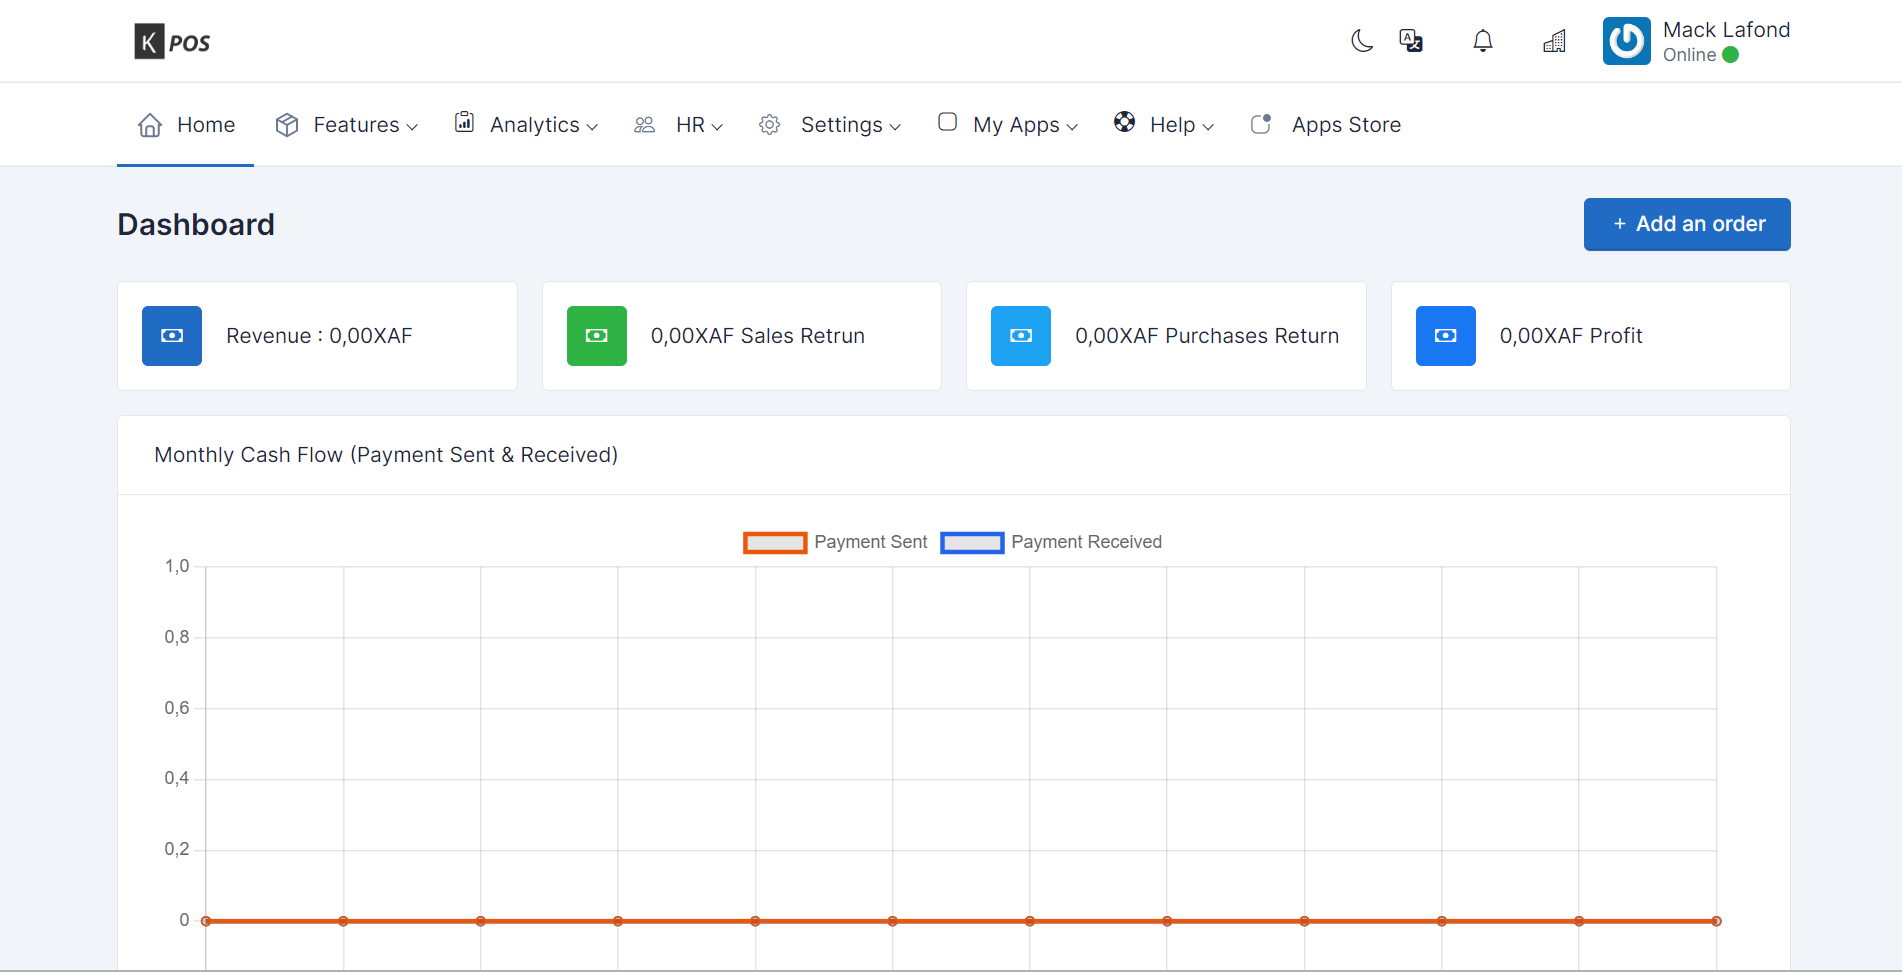 K POS
Mack Lafond
Online
Home Features Analytics HR Settings My Apps Help Apps Store
Dashboard
+ Add an order
Revenue : 0,00XAF
0,00XAF Sales Retrun
0,00XAF Purchases Return
0,00XAF Profit
Monthly Cash Flow (Payment Sent & Received)
Payment Sent Payment Received
1,0
0,8
0,6
0,4
0,2
0